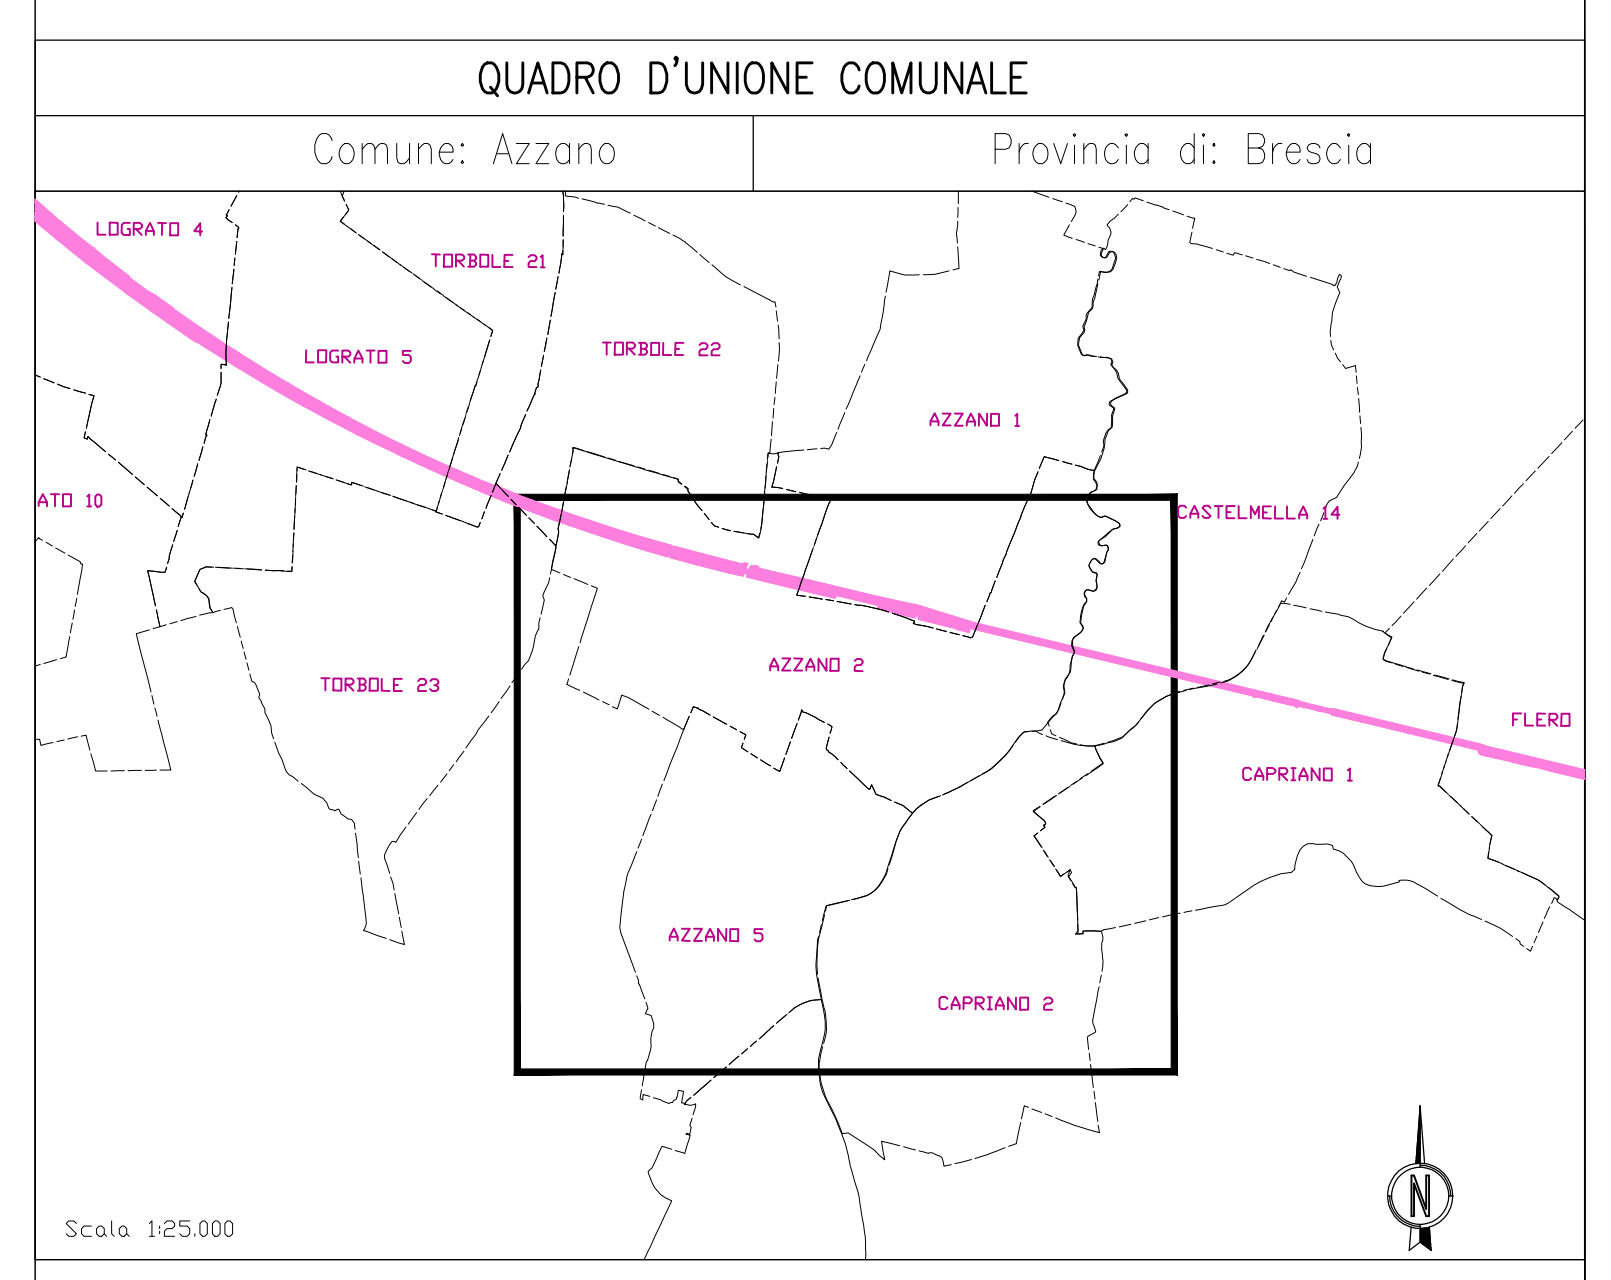 QUADRO D'UNIONE COMUNALE
Comune: Azzano
Provincia di: Brescia
LOGRATO 4
TORBOLE 21
TORBOLE 22
LOGRATO 5
AZZANO 1
ATO 10
CASTELMELLA 14
AZZANO 2
TORBOLE 23
FLERO
CAPRIANO 1
AZZANO 5
CAPRIANO 2
N
Scala 1:25.000